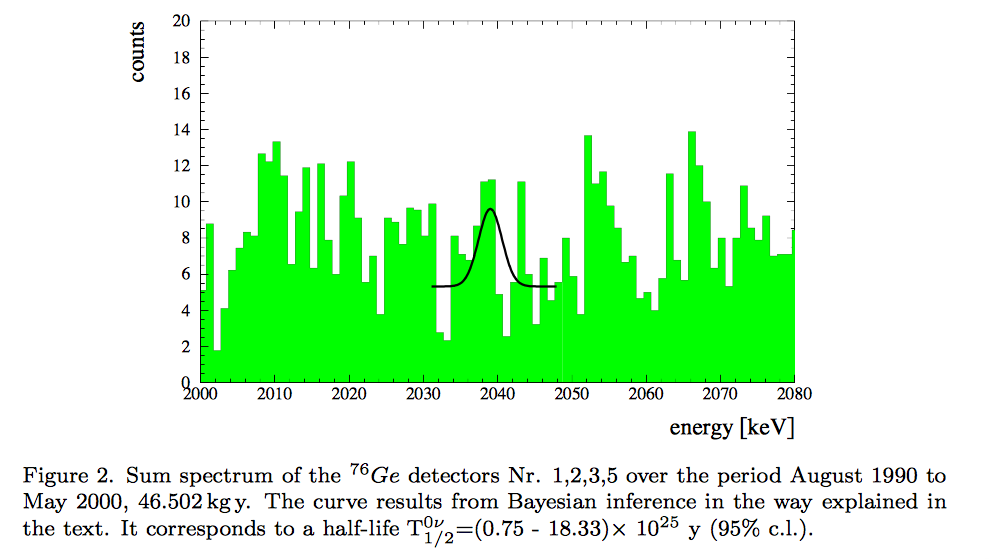 counts
20
18
16
14
12
10
8
6
4
2
0
2000 2010 2020 2030 2040 2050 2060 2070 2080
energy [keV]
Figure 2. Sum spectrum of the ⁷⁶Ge detectors Nr. 1,2,3,5 over the period August 1990 to
May 2000, 46.502 kg y. The curve results from Bayesian inference in the way explained in
the text. It corresponds to a half-life T₁/₂⁰ᵛ=(0.75 - 18.33)× 10²⁵ y (95% c.l.).